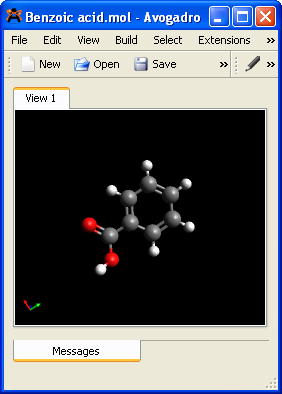 Benzoic acid.mol - Avogadro
File Edit View Build Select Extensions »
New Open Save » »
View 1
Messages